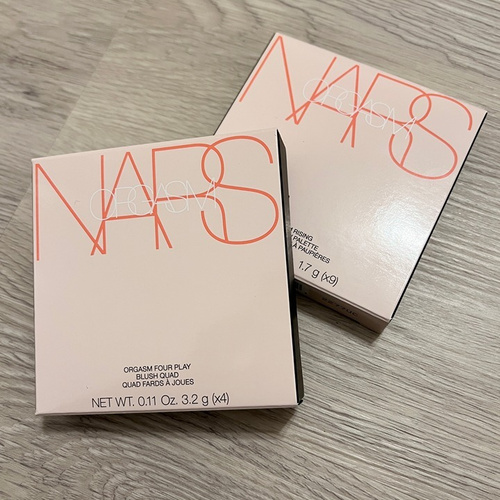 NARS
ORGASM
ORGASM FOUR PLAY
BLUSH QUAD
QUAD FARDS À JOUES
NET WT. 0.11 Oz. 3.2 g (x4)
NARS
ORGASM
RISING
PALETTE
À PAUPIÈRES
1.7 g (x9)